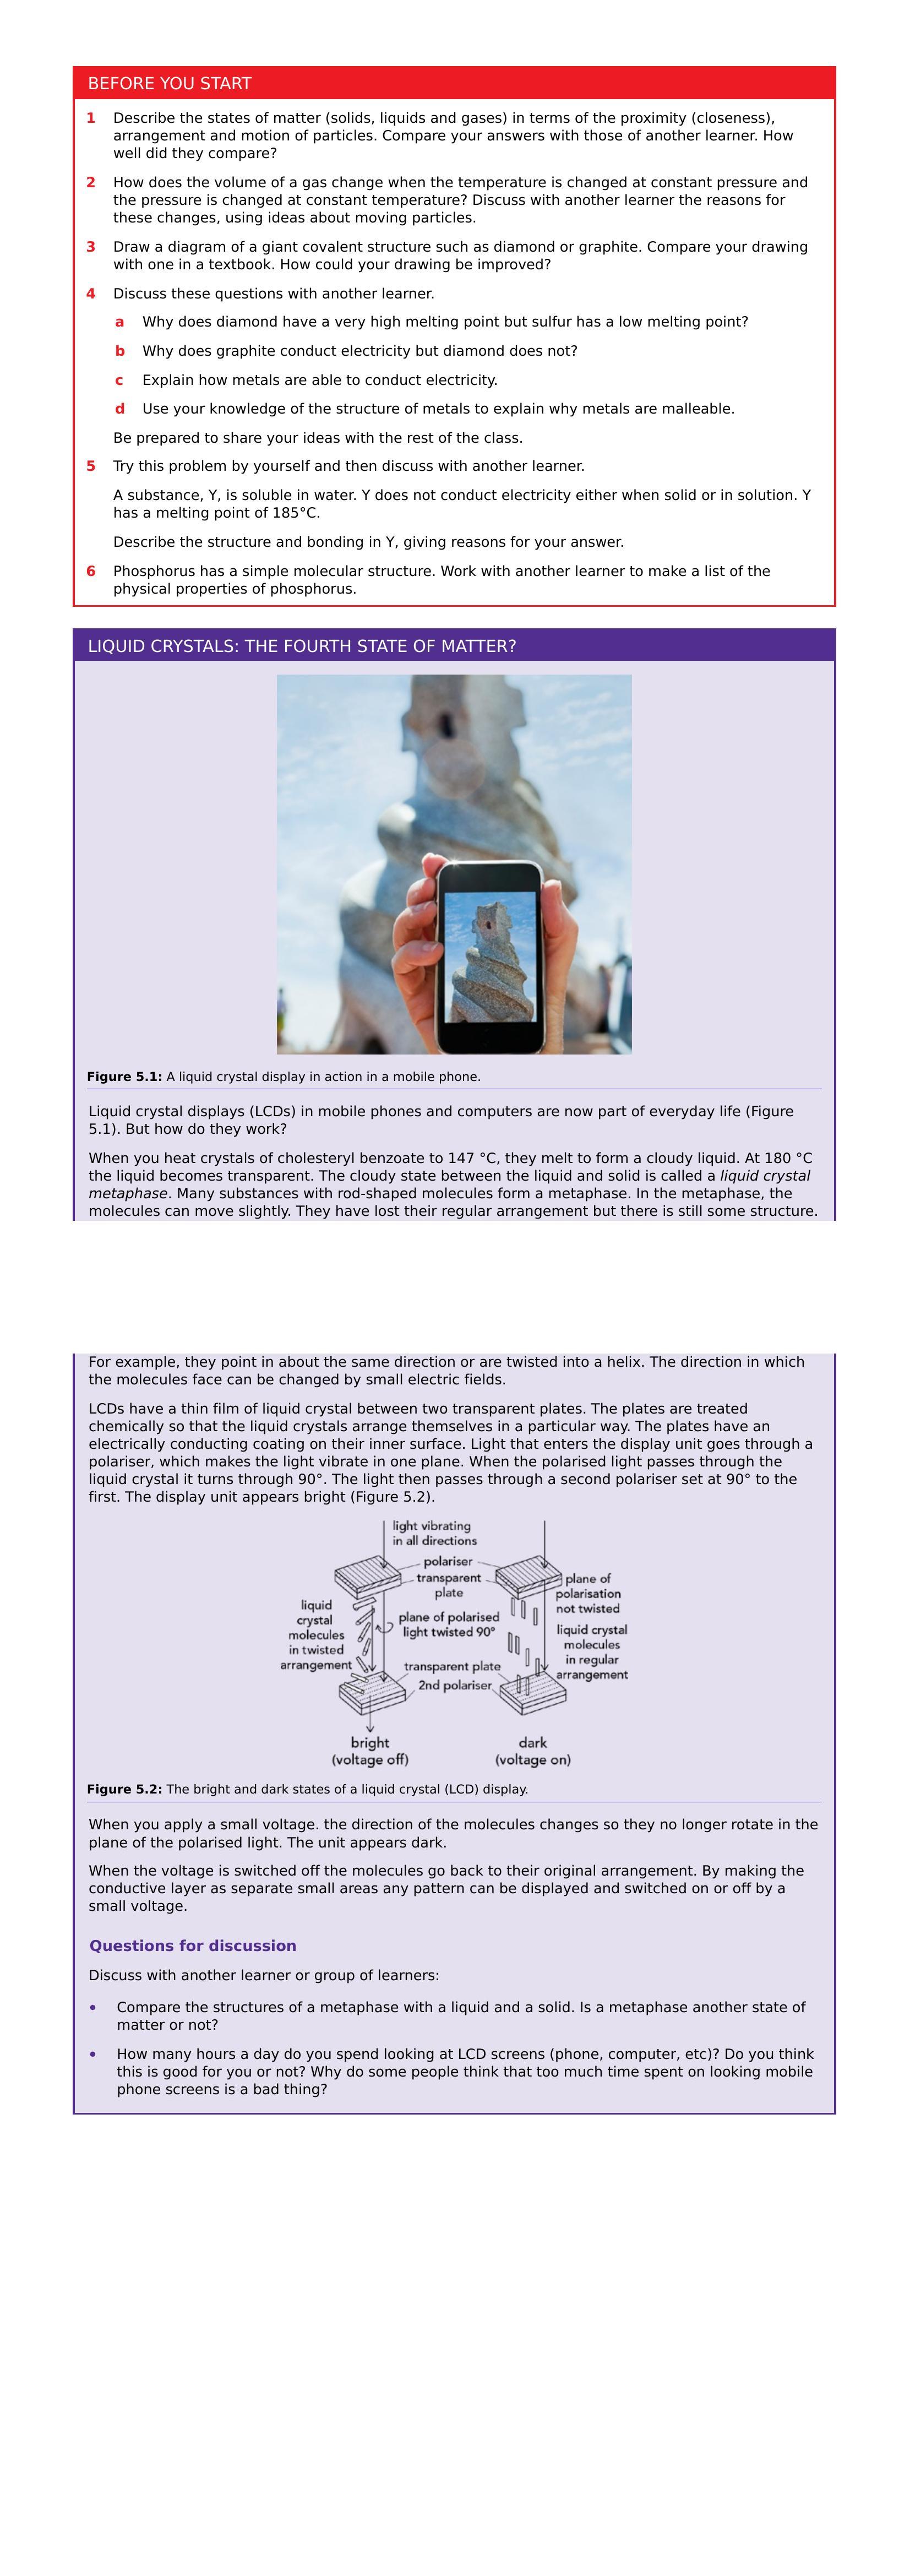 BEFORE YOU START
1 Describe the states of matter (solids, liquids and gases) in terms of the proximity (closeness),
arrangement and motion of particles. Compare your answers with those of another learner. How
well did they compare?
2 How does the volume of a gas change when the temperature is changed at constant pressure and
the pressure is changed at constant temperature? Discuss with another learner the reasons for
these changes, using ideas about moving particles.
3 Draw a diagram of a giant covalent structure such as diamond or graphite. Compare your drawing
with one in a textbook. How could your drawing be improved?
4 Discuss these questions with another learner.
a Why does diamond have a very high melting point but sulfur has a low melting point?
b Why does graphite conduct electricity but diamond does not?
c Explain how metals are able to conduct electricity.
d Use your knowledge of the structure of metals to explain why metals are malleable.
Be prepared to share your ideas with the rest of the class.
5 Try this problem by yourself and then discuss with another learner.
A substance, Y, is soluble in water. Y does not conduct electricity either when solid or in solution. Y
has a melting point of 185°C.
Describe the structure and bonding in Y, giving reasons for your answer.
6 Phosphorus has a simple molecular structure. Work with another learner to make a list of the
physical properties of phosphorus.
LIQUID CRYSTALS: THE FOURTH STATE OF MATTER?
Figure 5.1: A liquid crystal display in action in a mobile phone.
Liquid crystal displays (LCDs) in mobile phones and computers are now part of everyday life (Figure
5.1). But how do they work?
When you heat crystals of cholesteryl benzoate to 147 °C, they melt to form a cloudy liquid. At 180 °C
the liquid becomes transparent. The cloudy state between the liquid and solid is called a liquid crystal
metaphase. Many substances with rod-shaped molecules form a metaphase. In the metaphase, the
molecules can move slightly. They have lost their regular arrangement but there is still some structure.
For example, they point in about the same direction or are twisted into a helix. The direction in which
the molecules face can be changed by small electric fields.
LCDs have a thin film of liquid crystal between two transparent plates. The plates are treated
chemically so that the liquid crystals arrange themselves in a particular way. The plates have an
electrically conducting coating on their inner surface. Light that enters the display unit goes through a
polariser, which makes the light vibrate in one plane. When the polarised light passes through the
liquid crystal it turns through 90°. The light then passes through a second polariser set at 90° to the
first. The display unit appears bright (Figure 5.2).
light vibrating
in all directions
polariser
transparent
plate
plane of
polarisation
not twisted
liquid
crystal
molecules
in twisted
arrangement
plane of polarised
light twisted 90°
liquid crystal
molecules
in regular
arrangement
transparent plate
2nd polariser
bright
(voltage off)
dark
(voltage on)
Figure 5.2: The bright and dark states of a liquid crystal (LCD) display.
When you apply a small voltage. the direction of the molecules changes so they no longer rotate in the
plane of the polarised light. The unit appears dark.
When the voltage is switched off the molecules go back to their original arrangement. By making the
conductive layer as separate small areas any pattern can be displayed and switched on or off by a
small voltage.
Questions for discussion
Discuss with another learner or group of learners:
• Compare the structures of a metaphase with a liquid and a solid. Is a metaphase another state of
matter or not?
• How many hours a day do you spend looking at LCD screens (phone, computer, etc)? Do you think
this is good for you or not? Why do some people think that too much time spent on looking mobile
phone screens is a bad thing?